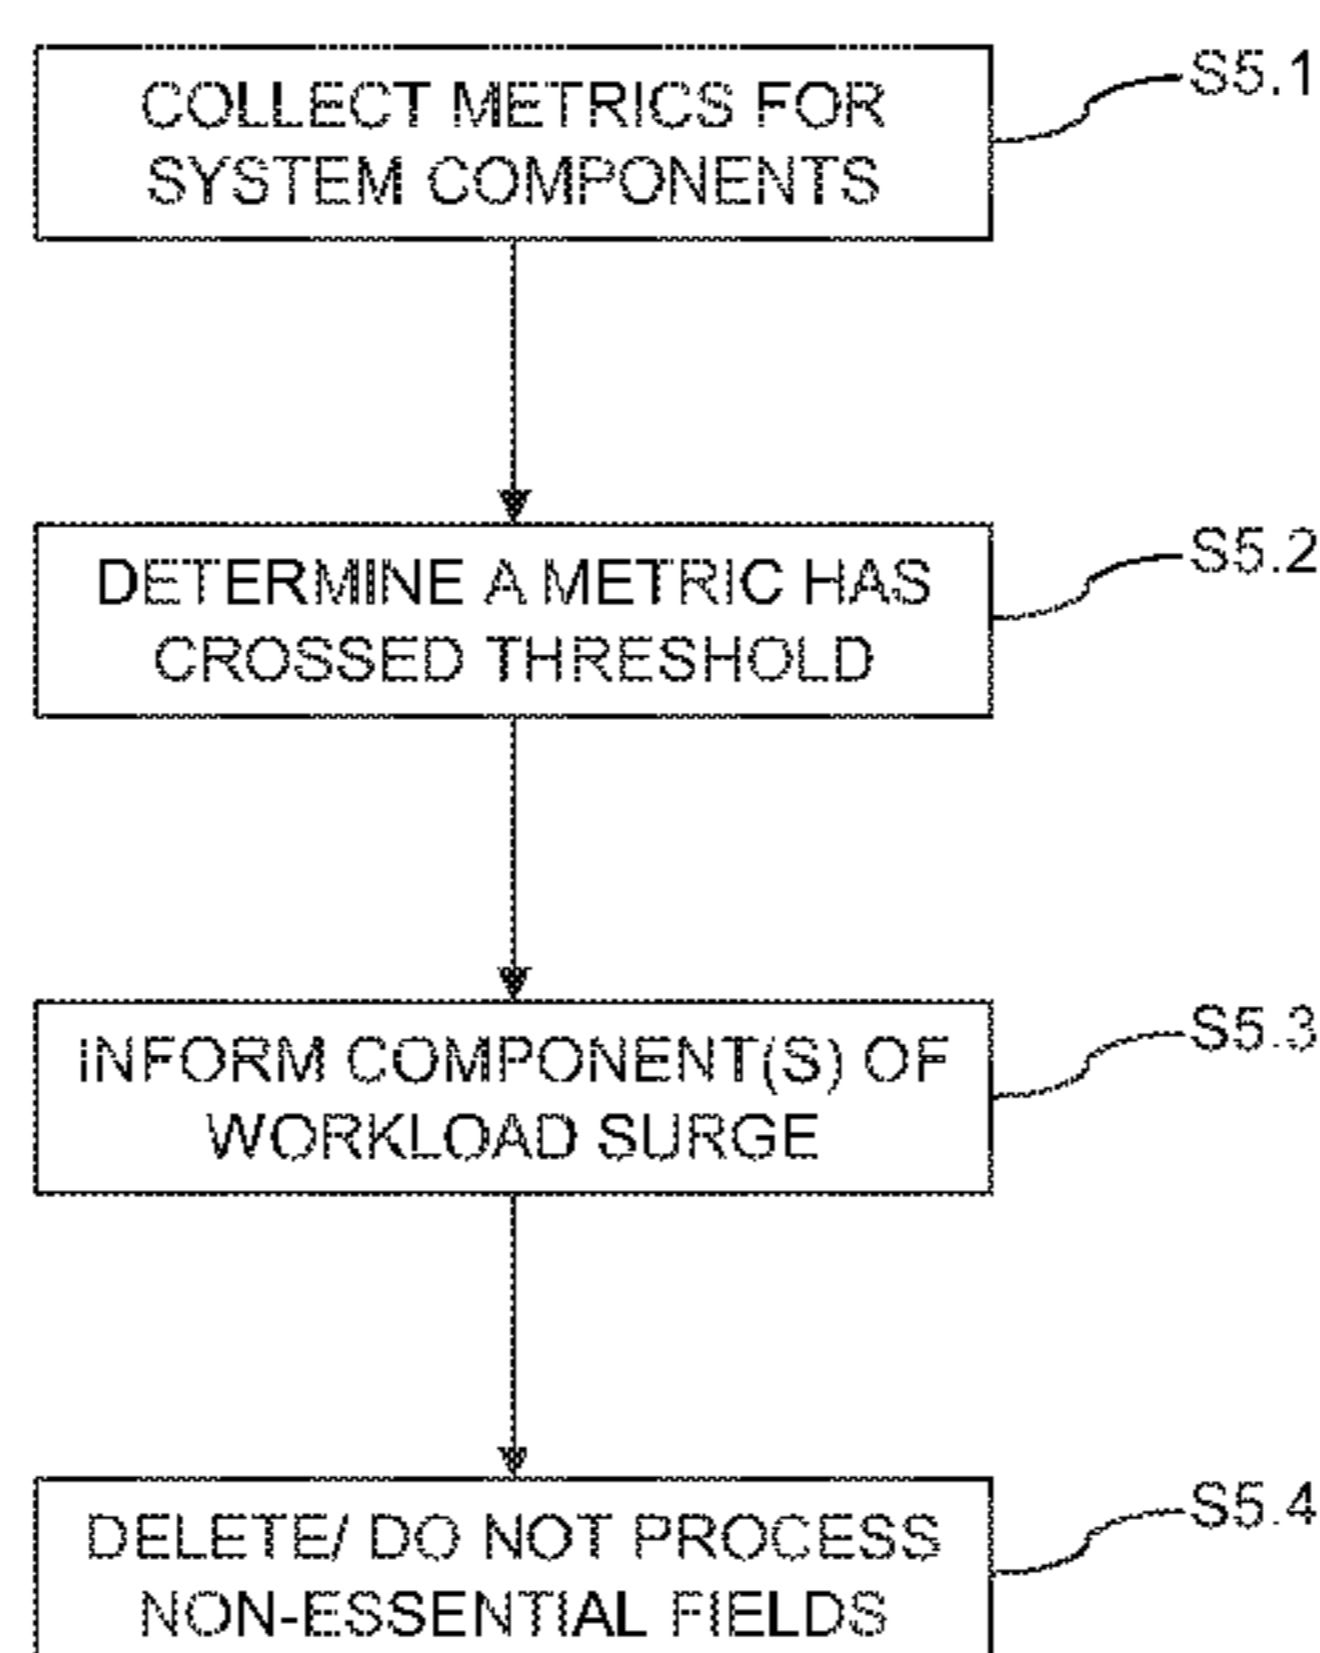 COLLECT METRICS FOR
SYSTEM COMPONENTS
S5.1
DETERMINE A METRIC HAS
CROSSED THRESHOLD
S5.2
INFORM COMPONENT(S) OF
WORKLOAD SURGE
S5.3
DELETE/ DO NOT PROCESS
NON-ESSENTIAL FIELDS
S5.4